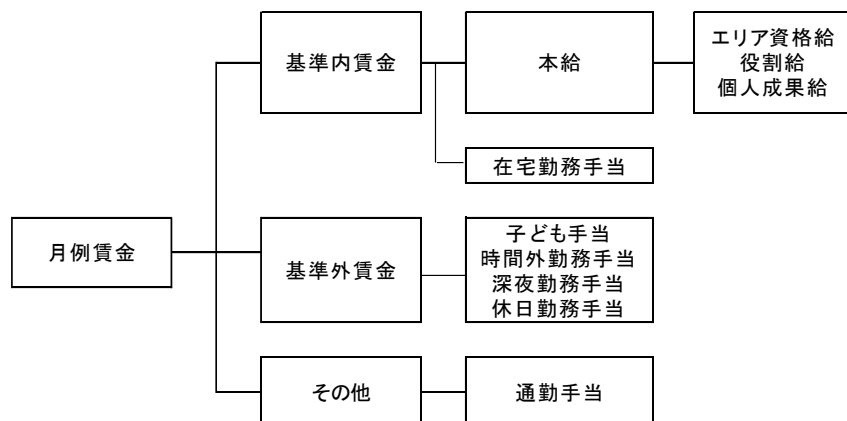 月例賃金
基準内賃金
本給
エリア資格給
役割給
個人成果給
在宅勤務手当
基準外賃金
子ども手当
時間外勤務手当
深夜勤務手当
休日勤務手当
その他
通勤手当